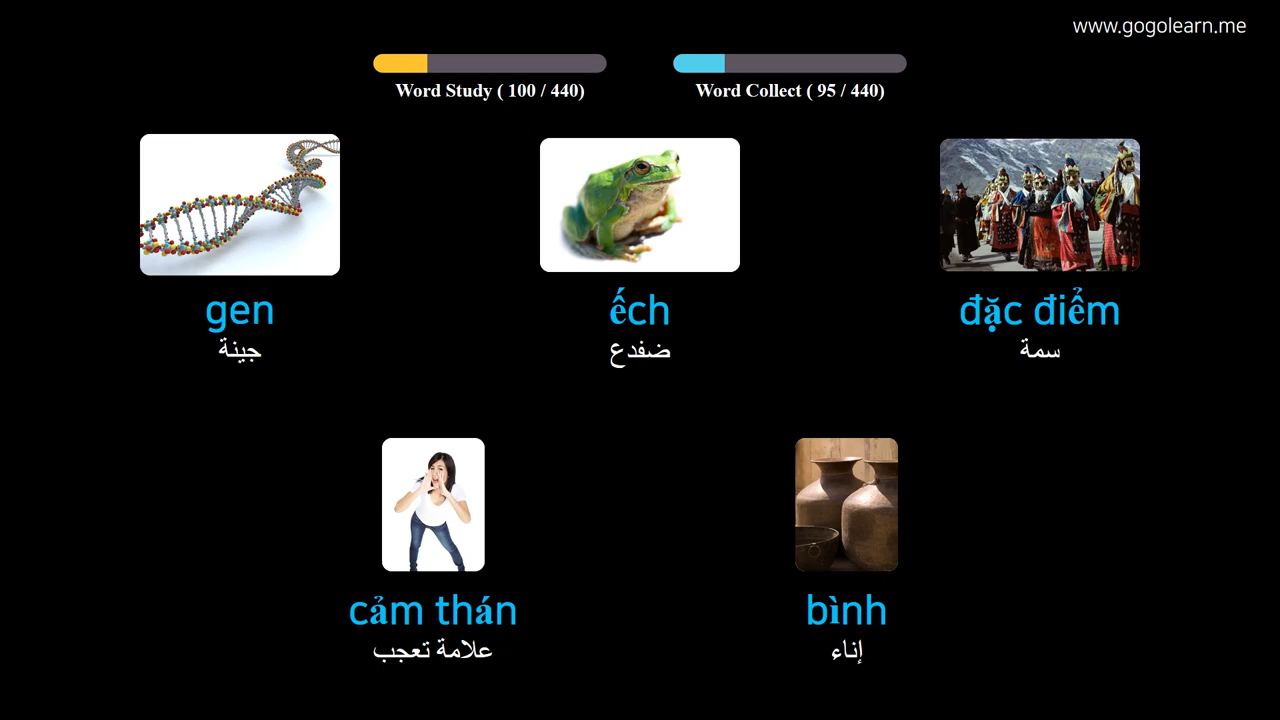 www.gogolearn.me
Word Study ( 100 / 440)
Word Collect ( 95 / 440)
gen
جينة
ếch
ضفدع
đặc điểm
سمة
cảm thán
علامة تعجب
bình
إناء